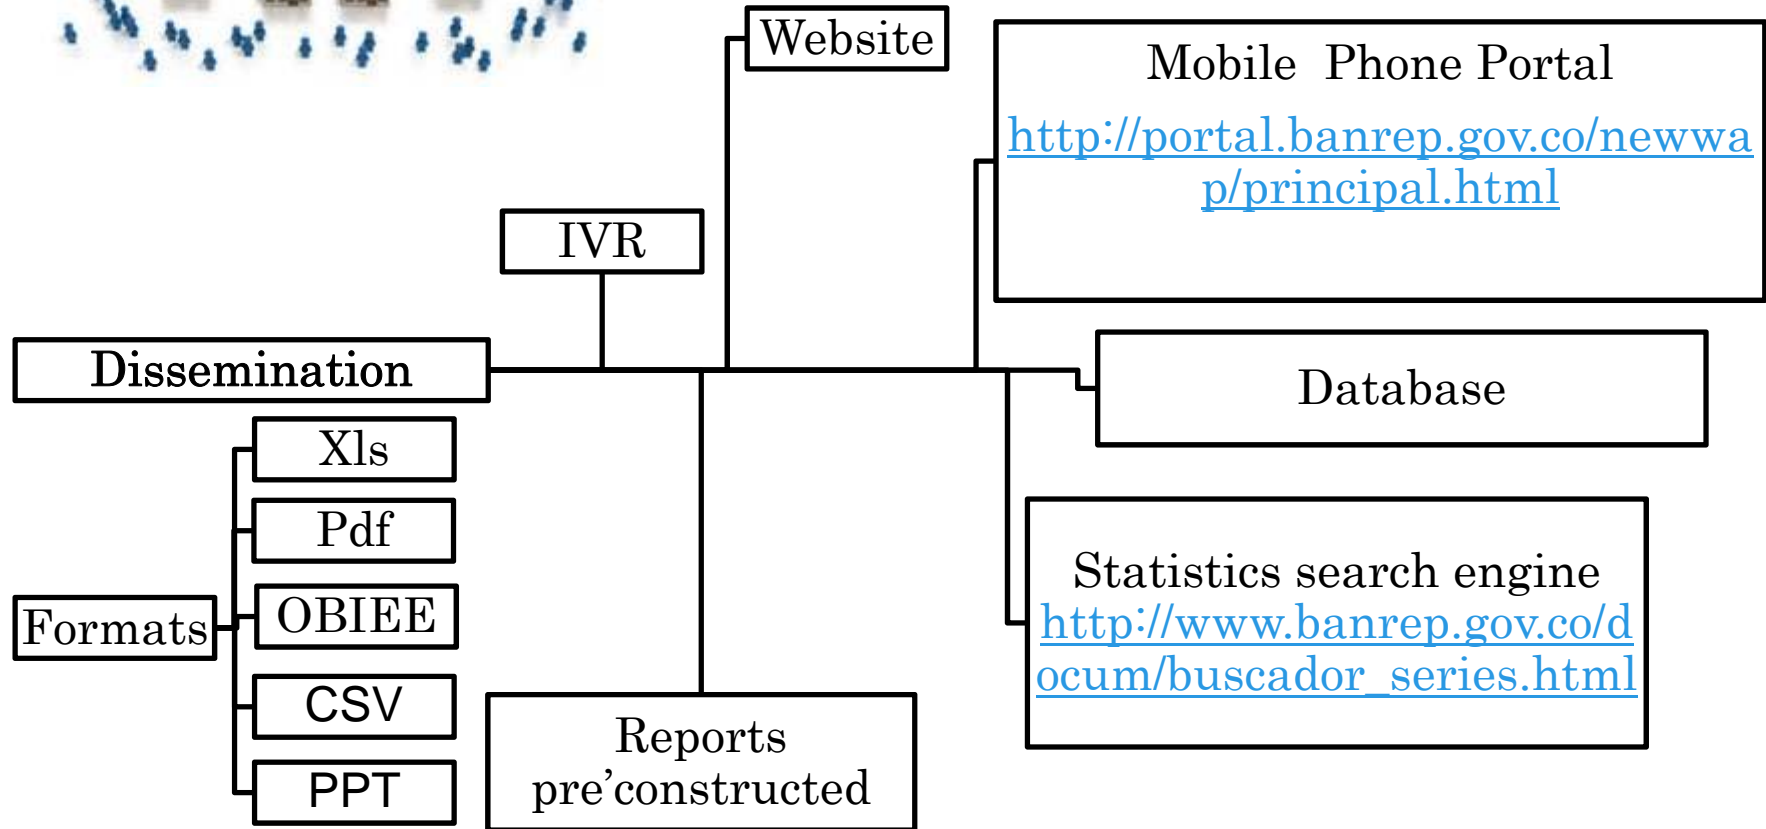 Website
Mobile Phone Portal
http://portal.banrep.gov.co/newwa
p/principal.html
IVR
Dissemination
Database
Xls
Pdf
Formats
OBIEE
CSV
PPT
Statistics search engine
http://www.banrep.gov.co/d
ocum/buscador_series.html
Reports
pre’constructed